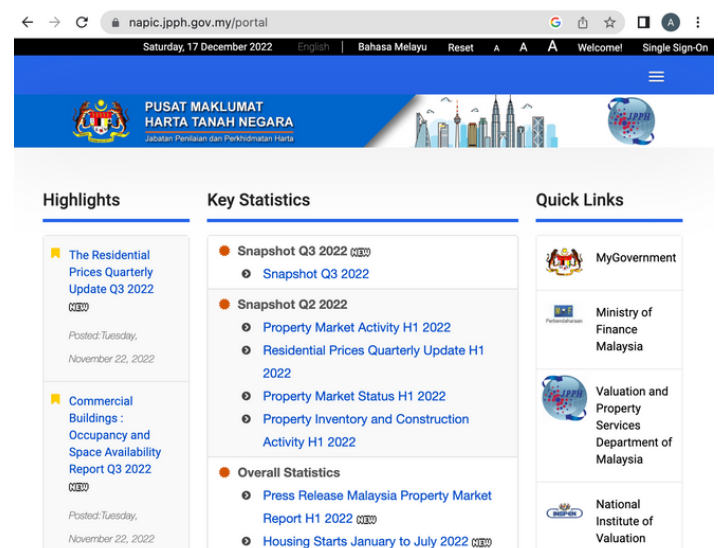 napic.jpph.gov.my/portal
G
A
Saturday, 17 December 2022 English | Bahasa Melayu Reset A A A Welcome! Single Sign-On
PUSAT MAKLUMAT
HARTA TANAH NEGARA
Jabatan Penilaian dan Perkhidmatan Harta
JPPH
Highlights
The Residential
Prices Quarterly
Update Q3 2022
NEW
Posted:Tuesday,
November 22, 2022
Commercial
Buildings :
Occupancy and
Space Availability
Report Q3 2022
NEW
Posted:Tuesday,
November 22, 2022
Key Statistics
Snapshot Q3 2022 NEW
Snapshot Q3 2022
Snapshot Q2 2022
Property Market Activity H1 2022
Residential Prices Quarterly Update H1
2022
Property Market Status H1 2022
Property Inventory and Construction
Activity H1 2022
Overall Statistics
Press Release Malaysia Property Market
Report H1 2022 NEW
Housing Starts January to July 2022 NEW
Quick Links
MyGovernment
Perbendaharaan
Ministry of
Finance
Malaysia
JPPH
Valuation and
Property
Services
Department of
Malaysia
INSPEN
National
Institute of
Valuation